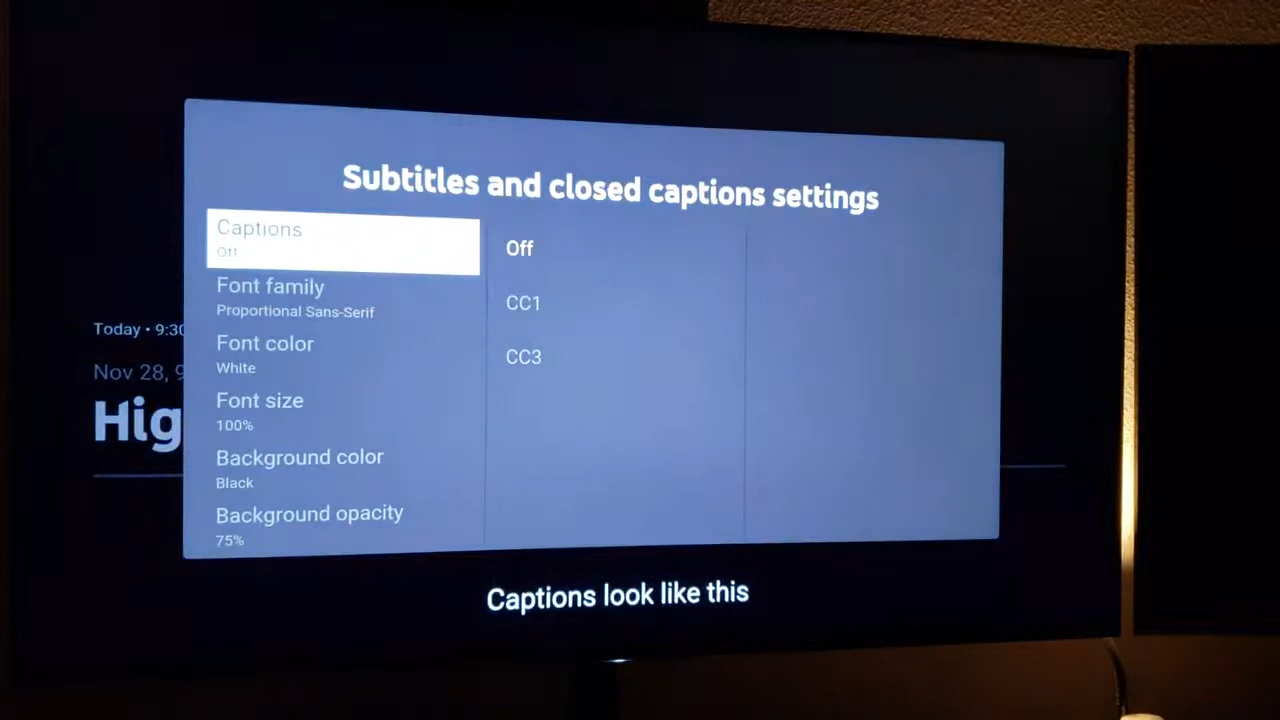 Subtitles and closed captions settings
Captions
Off
Font family
Proportional Sans-Serif
Font color
White
Font size
100%
Background color
Black
Background opacity
75%
Off
CC1
CC3
Today • 9:30
Nov 28, 9
Hig
Captions look like this